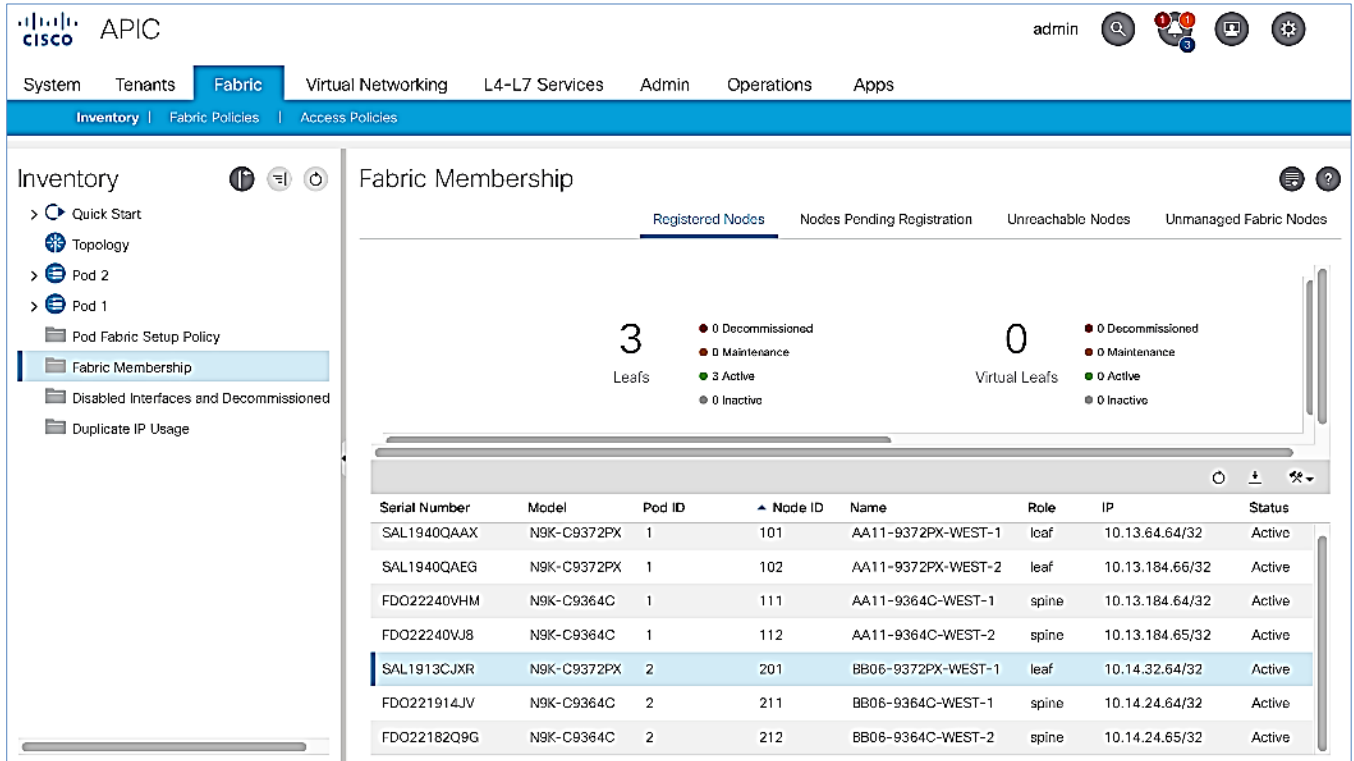 cisco APIC admin 1 1 3
System Tenants Fabric Virtual Networking L4-L7 Services Admin Operations Apps
Inventory | Fabric Policies | Access Policies
Inventory
Quick Start
Topology
Pod 2
Pod 1
Pod Fabric Setup Policy
Fabric Membership
Disabled Interfaces and Decommissioned
Duplicate IP Usage
Fabric Membership
Registered Nodes Nodes Pending Registration Unreachable Nodes Unmanaged Fabric Nodes
3
Leafs
0 Decommissioned
0 Maintenance
3 Active
0 Inactive
0
Virtual Leafs
0 Decommissioned
0 Maintenance
0 Active
0 Inactive
Serial Number Model Pod ID Node ID Name Role IP Status
SAL1940QAAX N9K-C9372PX 1 101 AA11-9372PX-WEST-1 leaf 10.13.64.64/32 Active
SAL1940QAEG N9K-C9372PX 1 102 AA11-9372PX-WEST-2 leaf 10.13.184.66/32 Active
FDO22240VHM N9K-C9364C 1 111 AA11-9364C-WEST-1 spine 10.13.184.64/32 Active
FDO22240VJ8 N9K-C9364C 1 112 AA11-9364C-WEST-2 spine 10.13.184.65/32 Active
SAL1913CJXR N9K-C9372PX 2 201 BB06-9372PX-WEST-1 leaf 10.14.32.64/32 Active
FDO221914JV N9K-C9364C 2 211 BB06-9364C-WEST-1 spine 10.14.24.64/32 Active
FDO22182Q9G N9K-C9364C 2 212 BB06-9364C-WEST-2 spine 10.14.24.65/32 Active